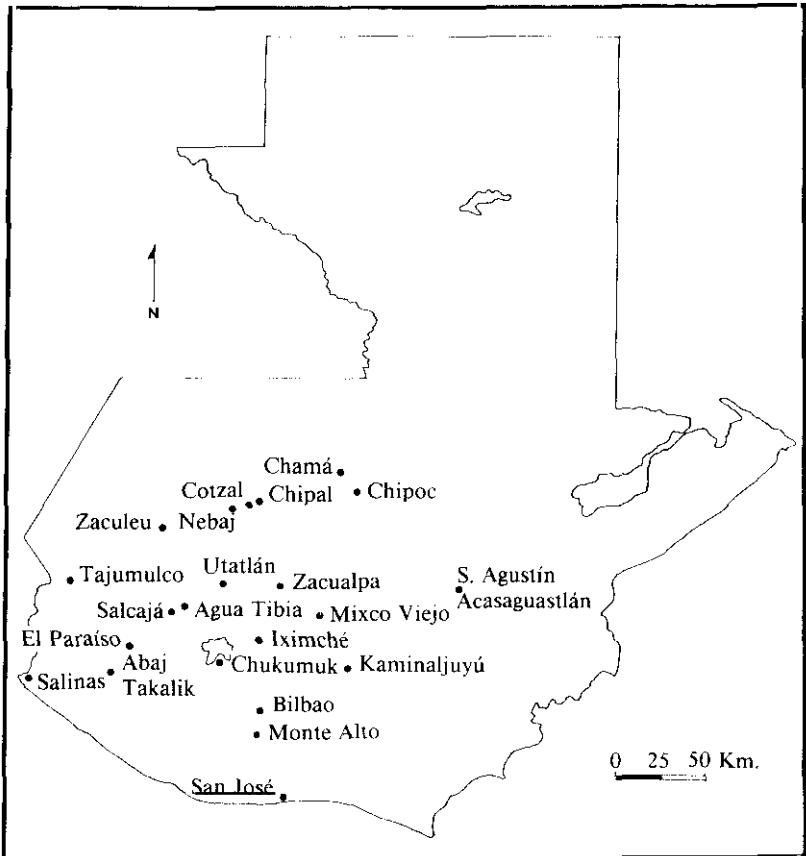 N
Chamá
Cotzal
Chipal
Chipoc
Zaculeu
Nebaj
Tajumulco
Utatlán
Zacualpa
S. Agustín
Acasaguastlán
Salcajá
Agua Tibia
Mixco Viejo
El Paraíso
Iximché
Abaj
Takalik
Chukumuk
Kaminaljuyú
Salinas
Bilbao
Monte Alto
0 25 50 Km.
San José